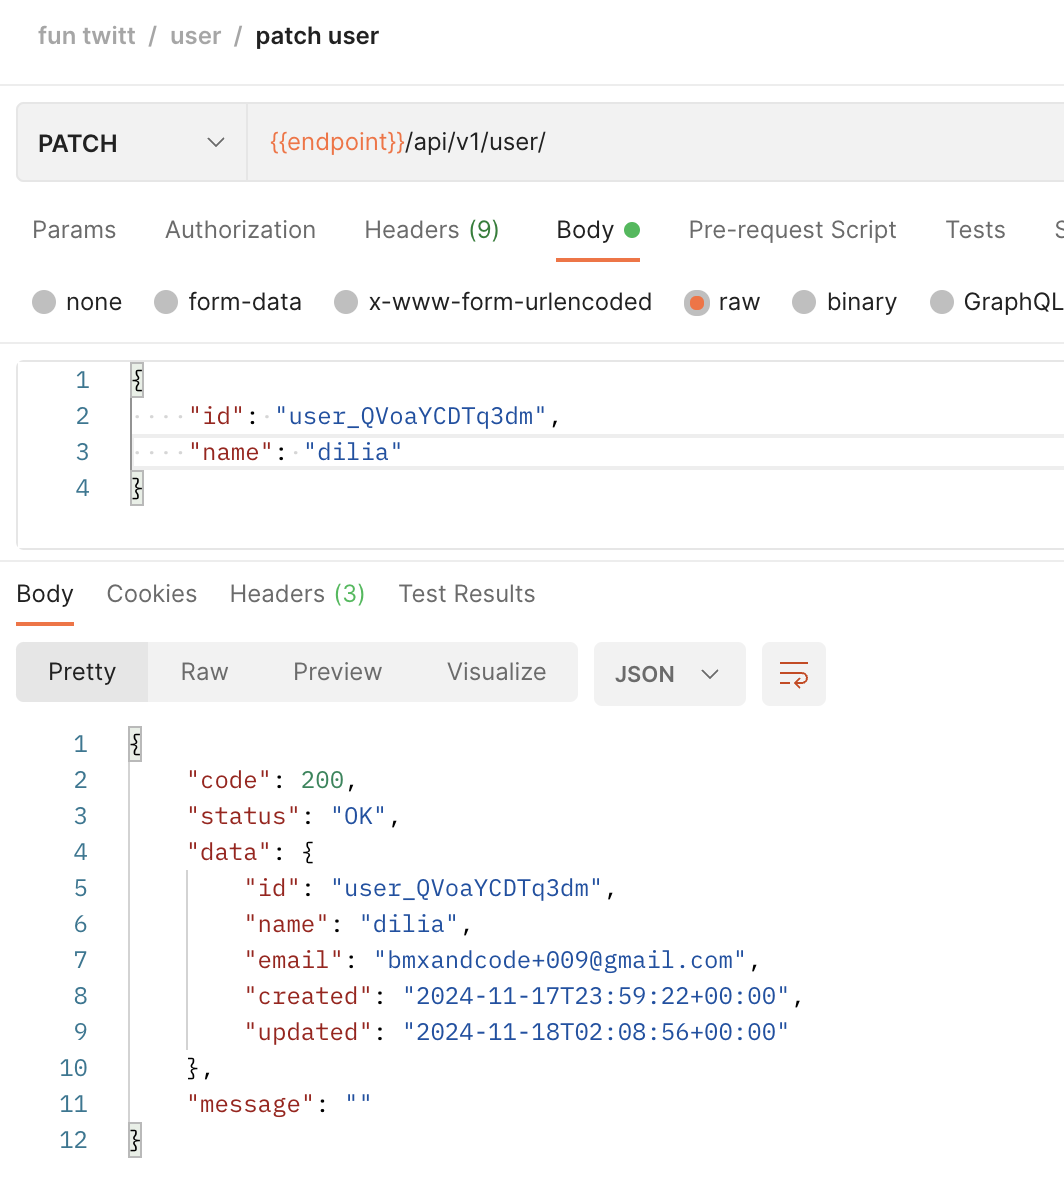 fun twitt / user / patch user
PATCH {{endpoint}}/api/v1/user/
Params Authorization Headers (9) Body Pre-request Script Tests S
none form-data x-www-form-urlencoded raw binary GraphQL
1 {
2 "id": "user_QVoaYCDTq3dm",
3 "name": "dilia"
4 }
Body Cookies Headers (3) Test Results
Pretty Raw Preview Visualize JSON
1 {
2 "code": 200,
3 "status": "OK",
4 "data": {
5 "id": "user_QVoaYCDTq3dm",
6 "name": "dilia",
7 "email": "bmxandcode+009@gmail.com",
8 "created": "2024-11-17T23:59:22+00:00",
9 "updated": "2024-11-18T02:08:56+00:00"
10 },
11 "message": ""
12 }